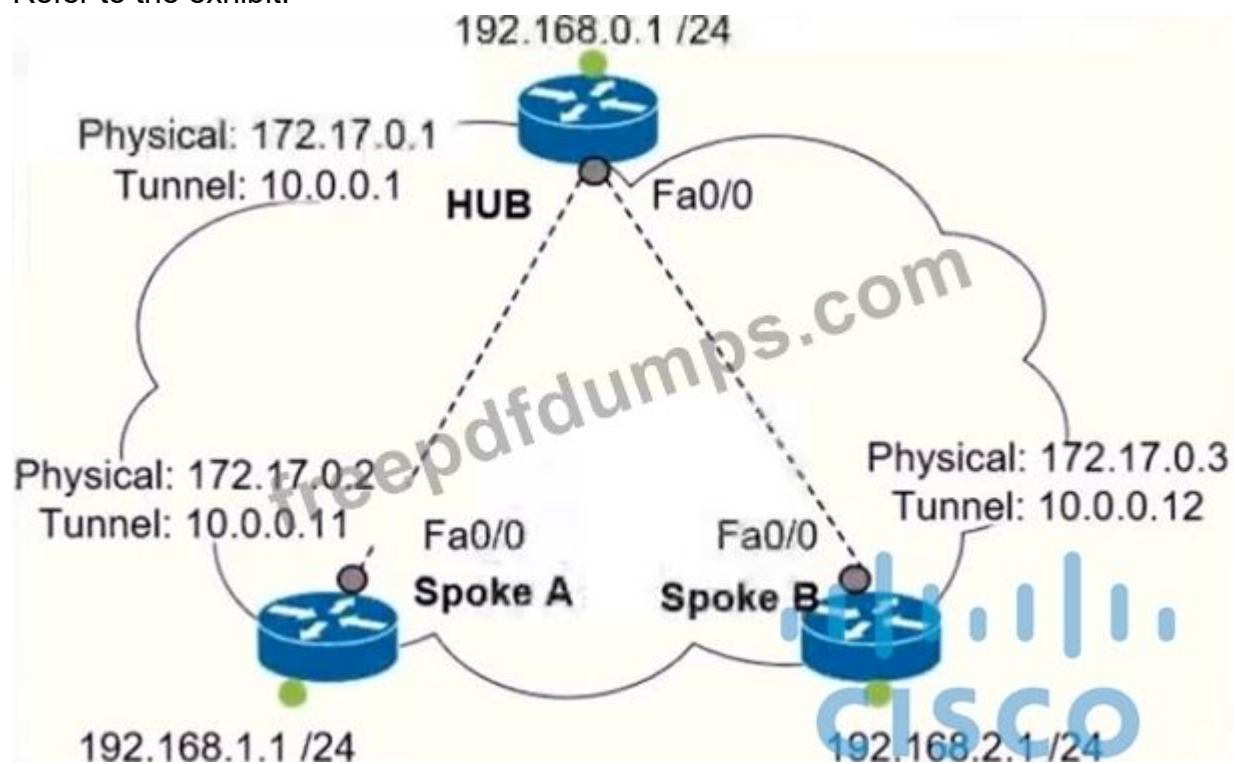 Refer to the exhibit.
192.168.0.1 /24
Physical: 172.17.0.1
Tunnel: 10.0.0.1
HUB
Fa0/0
freepdfdumps.com
Physical: 172.17.0.2
Tunnel: 10.0.0.11
Physical: 172.17.0.3
Tunnel: 10.0.0.12
Fa0/0
Fa0/0
Spoke A
Spoke B
CISCO
192.168.1.1 /24
192.168.2.1 /24